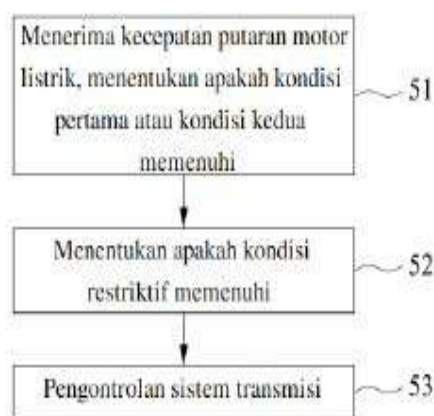 Menerima kecepatan putaran motor
listrik, menentukan apakah kondisi
pertama atau kondisi kedua
memenuhi
51
Menentukan apakah kondisi
restriktif memenuhi
52
Pengontrolan sistem transmisi
53